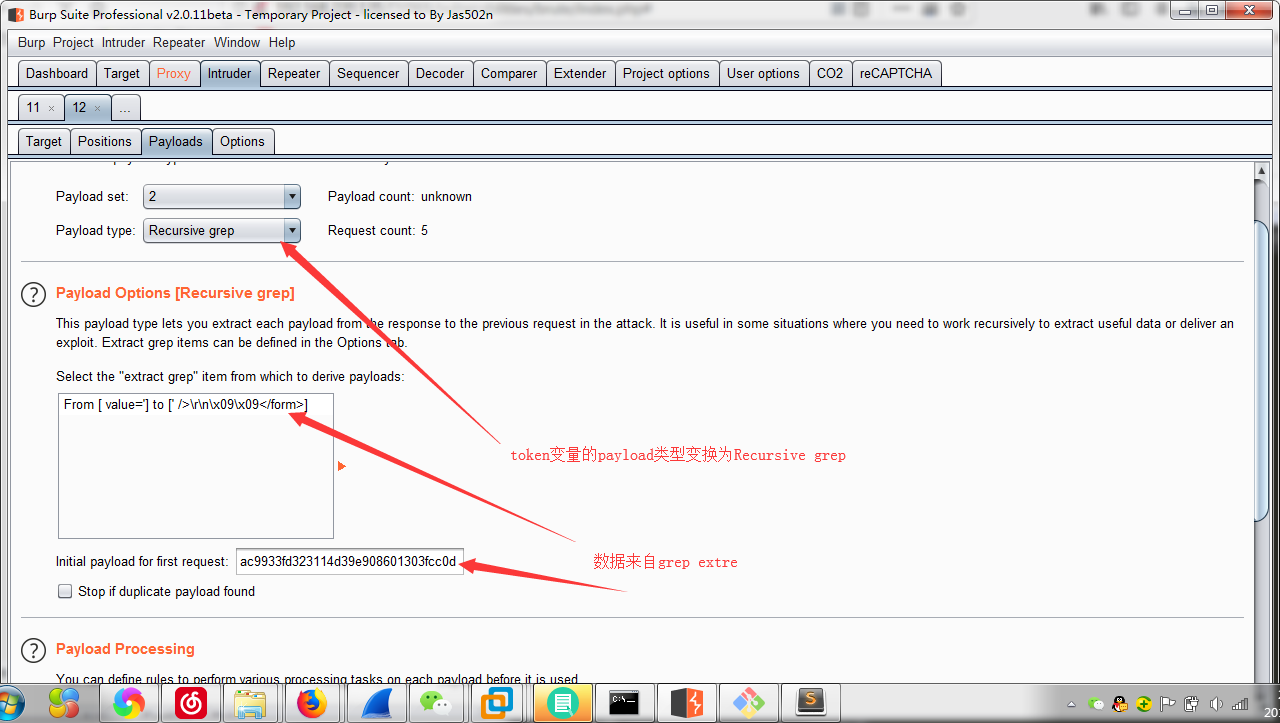 Burp Suite Professional v2.0.11beta - Temporary Project - licensed to By Jas502n
Burp Project Intruder Repeater Window Help
Dashboard Target Proxy Intruder Repeater Sequencer Decoder Comparer Extender Project options User options CO2 reCAPTCHA
11 × 12 × ...
Target Positions Payloads Options
Payload set: 2 Payload count: unknown
Payload type: Recursive grep Request count: 5
? Payload Options [Recursive grep]
This payload type lets you extract each payload from the response to the previous request in the attack. It is useful in some situations where you need to work recursively to extract useful data or deliver an
exploit. Extract grep items can be defined in the Options tab.
Select the "extract grep" item from which to derive payloads:
From [ value='] to [' />\r\n\x09\x09</form>]
token变量的payload类型变换为Recursive grep
数据来自grep extre
Initial payload for first request: ac9933fd323114d39e908601303fcc0d
Stop if duplicate payload found
? Payload Processing
You can define rules to perform various processing tasks on each payload before it is used